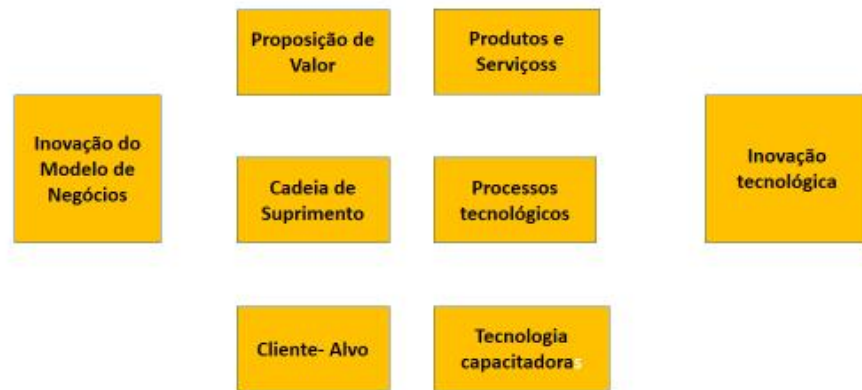 Proposição de
Valor
Produtos e
Serviçoss
Inovação do
Modelo de
Negócios
Cadeia de
Suprimento
Processos
tecnológicos
Inovação
tecnológica
Cliente- Alvo
Tecnologia
capacitadoras